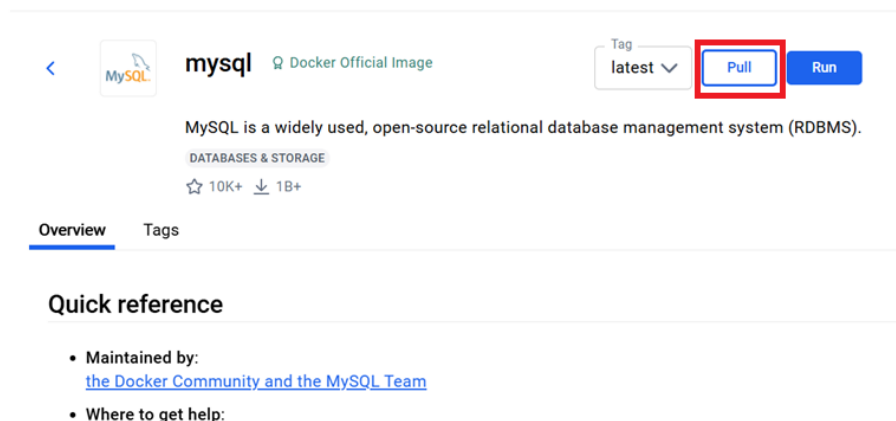 MySQL
mysql
Docker Official Image
Tag
latest
Pull
Run
MySQL is a widely used, open-source relational database management system (RDBMS).
DATABASES & STORAGE
10K+ 1B+
Overview Tags
Quick reference
• Maintained by:
the Docker Community and the MySQL Team
• Where to get help: